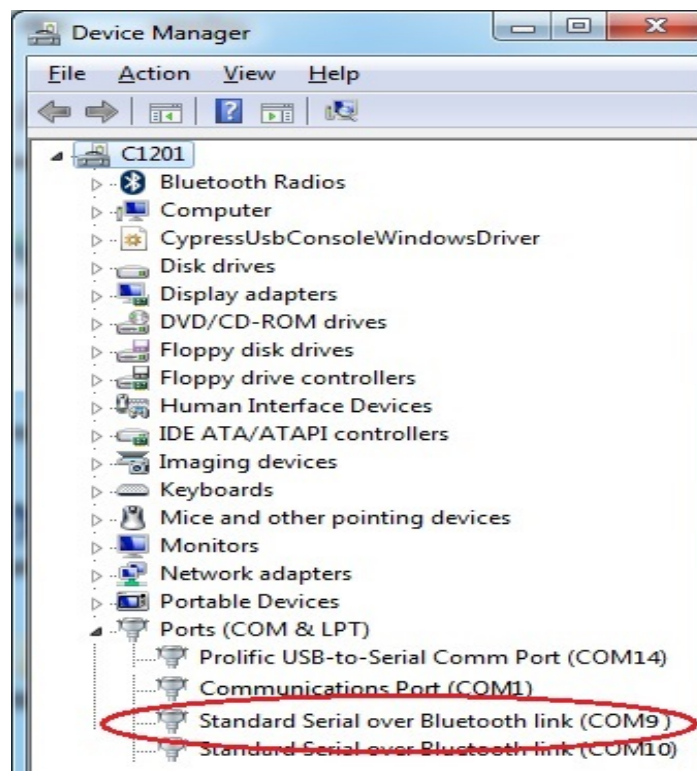 Device Manager
File Action View Help
C1201
Bluetooth Radios
Computer
CypressUsbConsoleWindowsDriver
Disk drives
Display adapters
DVD/CD-ROM drives
Floppy disk drives
Floppy drive controllers
Human Interface Devices
IDE ATA/ATAPI controllers
Imaging devices
Keyboards
Mice and other pointing devices
Monitors
Network adapters
Portable Devices
Ports (COM & LPT)
Prolific USB-to-Serial Comm Port (COM14)
Communications Port (COM1)
Standard Serial over Bluetooth link (COM9)
Standard Serial over Bluetooth link (COM10)